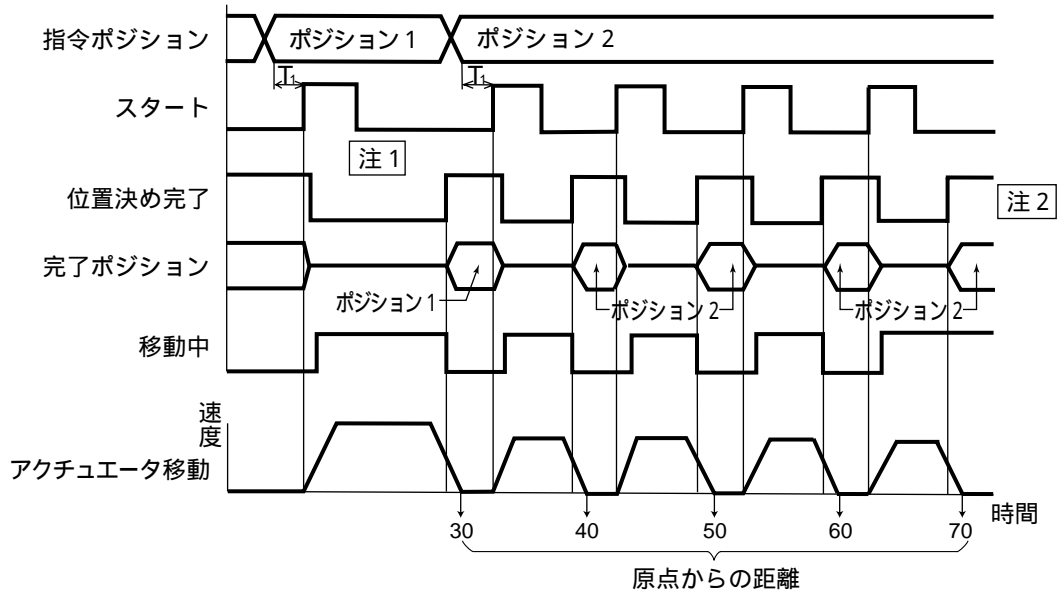 指令ポジション
ポジション 1
ポジション 2
T1
T1
スタート
注 1
位置決め完了
注 2
完了ポジション
ポジション 1
ポジション 2
ポジション 2
移動中
速度
アクチュエータ移動
時間
30
40
50
60
70
原点からの距離